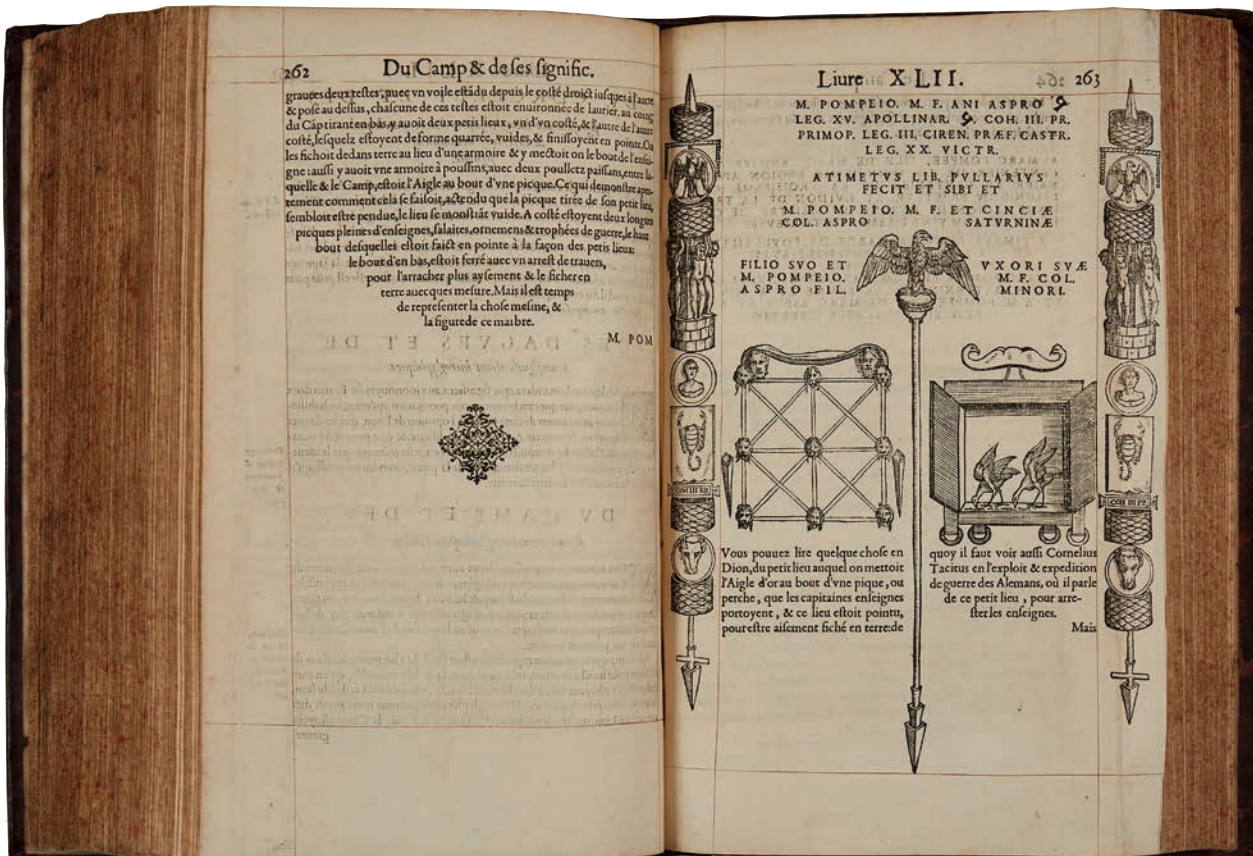 262
Du Camp & de ses signific.
grauees deux testes, auec vn voile estādu depuis le costé droict iusques à l'autre
& posé au dessus, chascune de ces testes estoit enuironnée de laurier. au coing
du Cāp tirant en bas, y auoit deux petis lieux, vn d'vn costé, & l'autre de l'autre
costé, lesquelz estoyent de forme quarrée, vuides, & finissoyent en pointe. On
les fichoit dedans terre au lieu d'une armoire & y mectoit on le bout de l'ensei-
gne: aussi y auoit vne armoire à poussins, auec deux poulletz paissans, entre la-
quelle & le Camp, estoit l'Aigle au bout d'vne picque. Ce qui demonstre aper-
tement comment cela se faisoit, actendu que la picque tirée de son petit lieu,
sembloit estre pendue, le lieu se monstrāt vuide. A costé estoyent deux longues
picques pleines d'enseignes, salaites, ornemens & trophées de guerre, le haut
bout desquelles estoit faict en pointe à la façon des petis lieux:
le bout d'en bas, estoit ferré auec vn arrest de trauers,
pour l'arracher plus aysement & le ficher en
terre auecques mesure. Mais il est temps
de representer la chose mesme, &
la figure de ce marbre.
M. POM
Liure XLII.
263
M. POMPEIO. M. F. ANI ASPRO
LEG. XV. APOLLINAR. COH. III. PR.
PRIMOP. LEG. III. CIREN. PRÆF. CASTR.
LEG. XX. VICTR.
ATIMETVS LIB. PVLLARIVS
FECIT ET SIBI ET
M. POMPEIO. M. F. ET CINCIÆ
COL. ASPRO SATVRNINÆ
FILIO SVO ET VXORI SVÆ
M. POMPEIO. M. F. COL.
ASPRO FIL. MINORI.
COH III PR
COH III PR
Vous pouuez lire quelque chose en
Dion, du petit lieu auquel on mettoit
l'Aigle d'or au bout d'vne pique, ou
perche, que les capitaines enseignes
portoyent, & ce lieu estoit pointu,
pour estre aisement fiché en terre: de
quoy il faut voir aussi Cornelius
Tacitus en l'exploit & expedition
de guerre des Alemans, où il parle
de ce petit lieu, pour arre-
ster les enseignes.
Mais